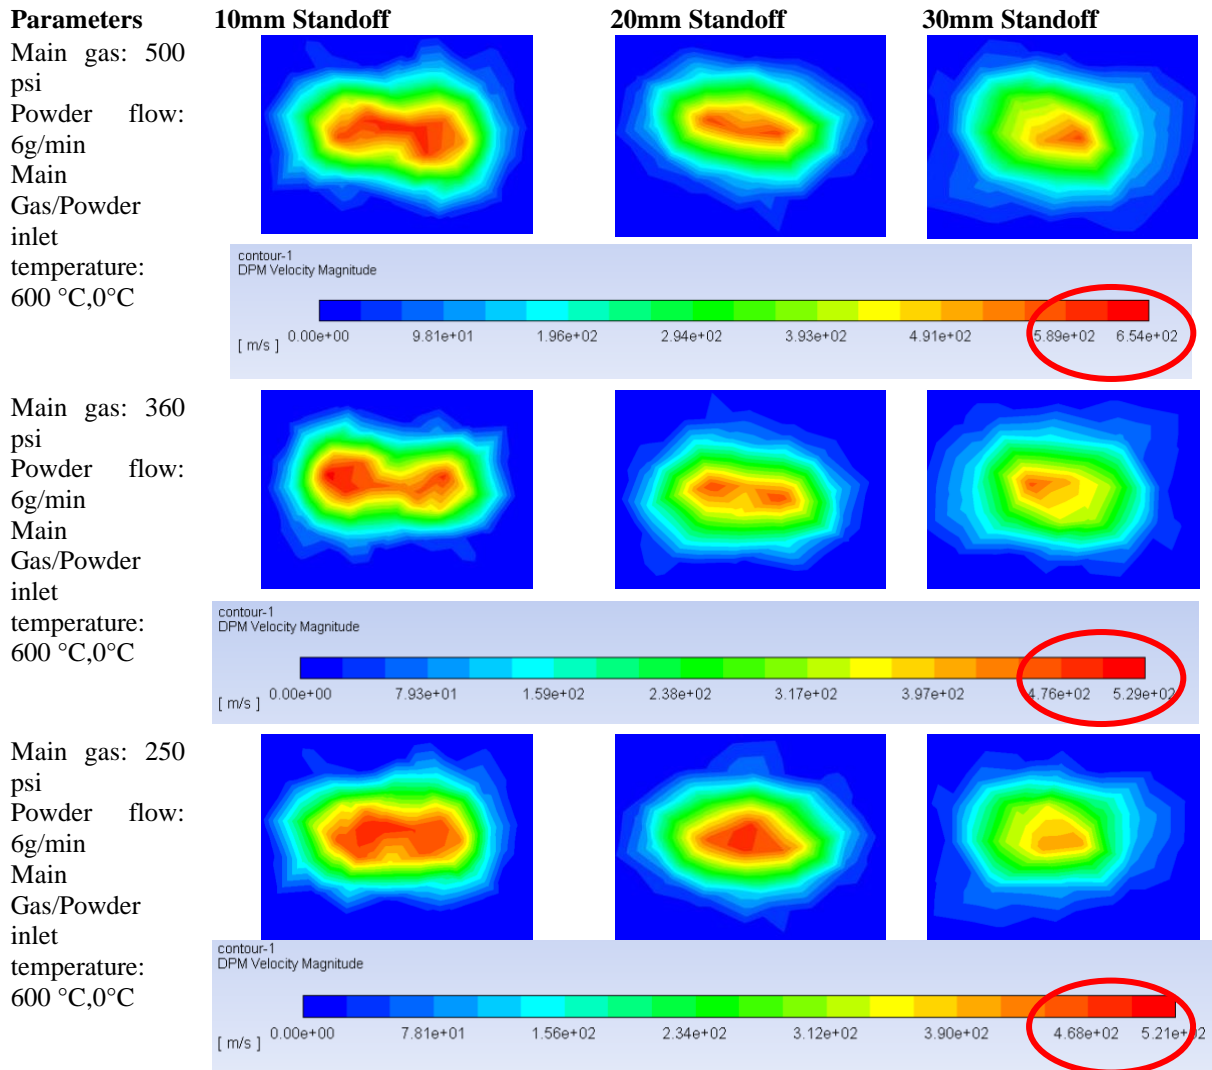 Parameters 10mm Standoff 20mm Standoff 30mm Standoff
Main gas: 500
psi
Powder flow:
6g/min
Main
Gas/Powder
inlet
temperature:
600 °C,0°C
contour-1
DPM Velocity Magnitude
0.00e+00 9.81e+01 1.96e+02 2.94e+02 3.93e+02 4.91e+02 5.89e+02 6.54e+02
[ m/s ]
Main gas: 360
psi
Powder flow:
6g/min
Main
Gas/Powder
inlet
temperature:
600 °C,0°C
contour-1
DPM Velocity Magnitude
0.00e+00 7.93e+01 1.59e+02 2.38e+02 3.17e+02 3.97e+02 4.76e+02 5.29e+02
[ m/s ]
Main gas: 250
psi
Powder flow:
6g/min
Main
Gas/Powder
inlet
temperature:
600 °C,0°C
contour-1
DPM Velocity Magnitude
0.00e+00 7.81e+01 1.56e+02 2.34e+02 3.12e+02 3.90e+02 4.68e+02 5.21e+02
[ m/s ]